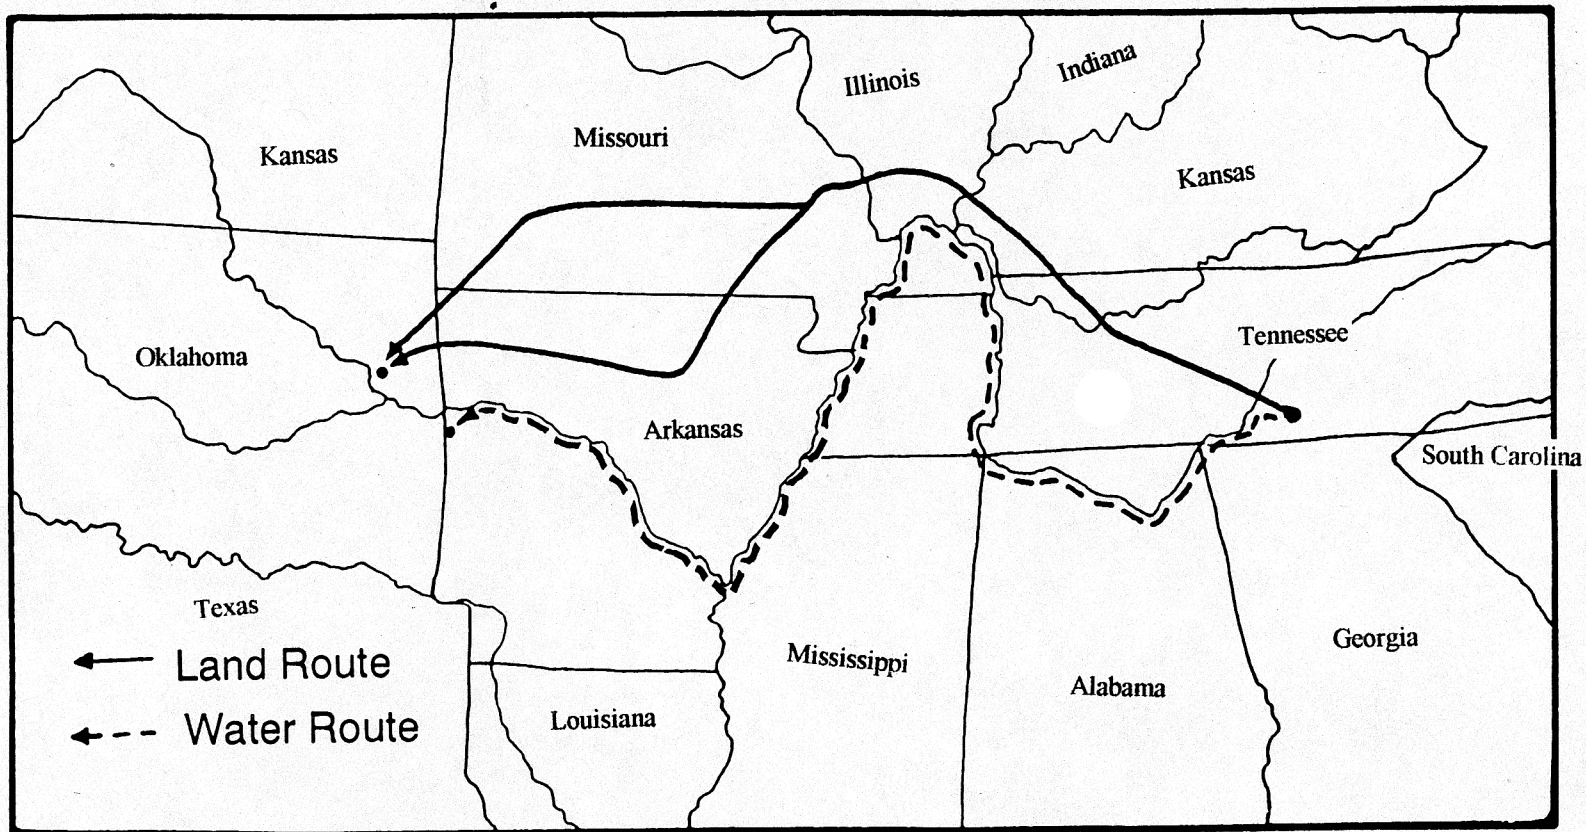 Illinois
Indiana
Missouri
Kansas
Kansas
Oklahoma
Tennessee
Arkansas
South Carolina
Texas
Georgia
Mississippi
Alabama
Louisiana
Land Route
Water Route